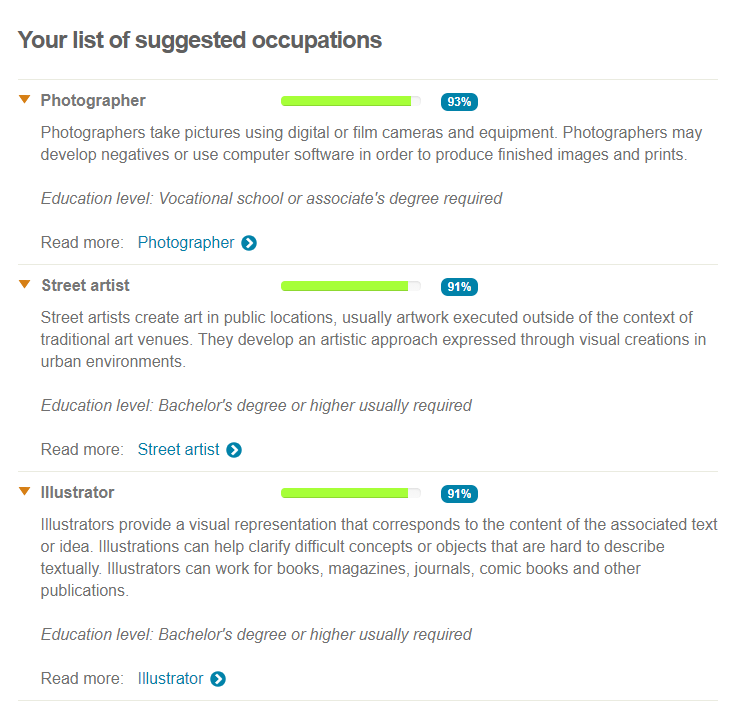 Your list of suggested occupations
Photographer 93%
Photographers take pictures using digital or film cameras and equipment. Photographers may
develop negatives or use computer software in order to produce finished images and prints.
Education level: Vocational school or associate's degree required
Read more: Photographer
Street artist 91%
Street artists create art in public locations, usually artwork executed outside of the context of
traditional art venues. They develop an artistic approach expressed through visual creations in
urban environments.
Education level: Bachelor's degree or higher usually required
Read more: Street artist
Illustrator 91%
Illustrators provide a visual representation that corresponds to the content of the associated text
or idea. Illustrations can help clarify difficult concepts or objects that are hard to describe
textually. Illustrators can work for books, magazines, journals, comic books and other
publications.
Education level: Bachelor's degree or higher usually required
Read more: Illustrator